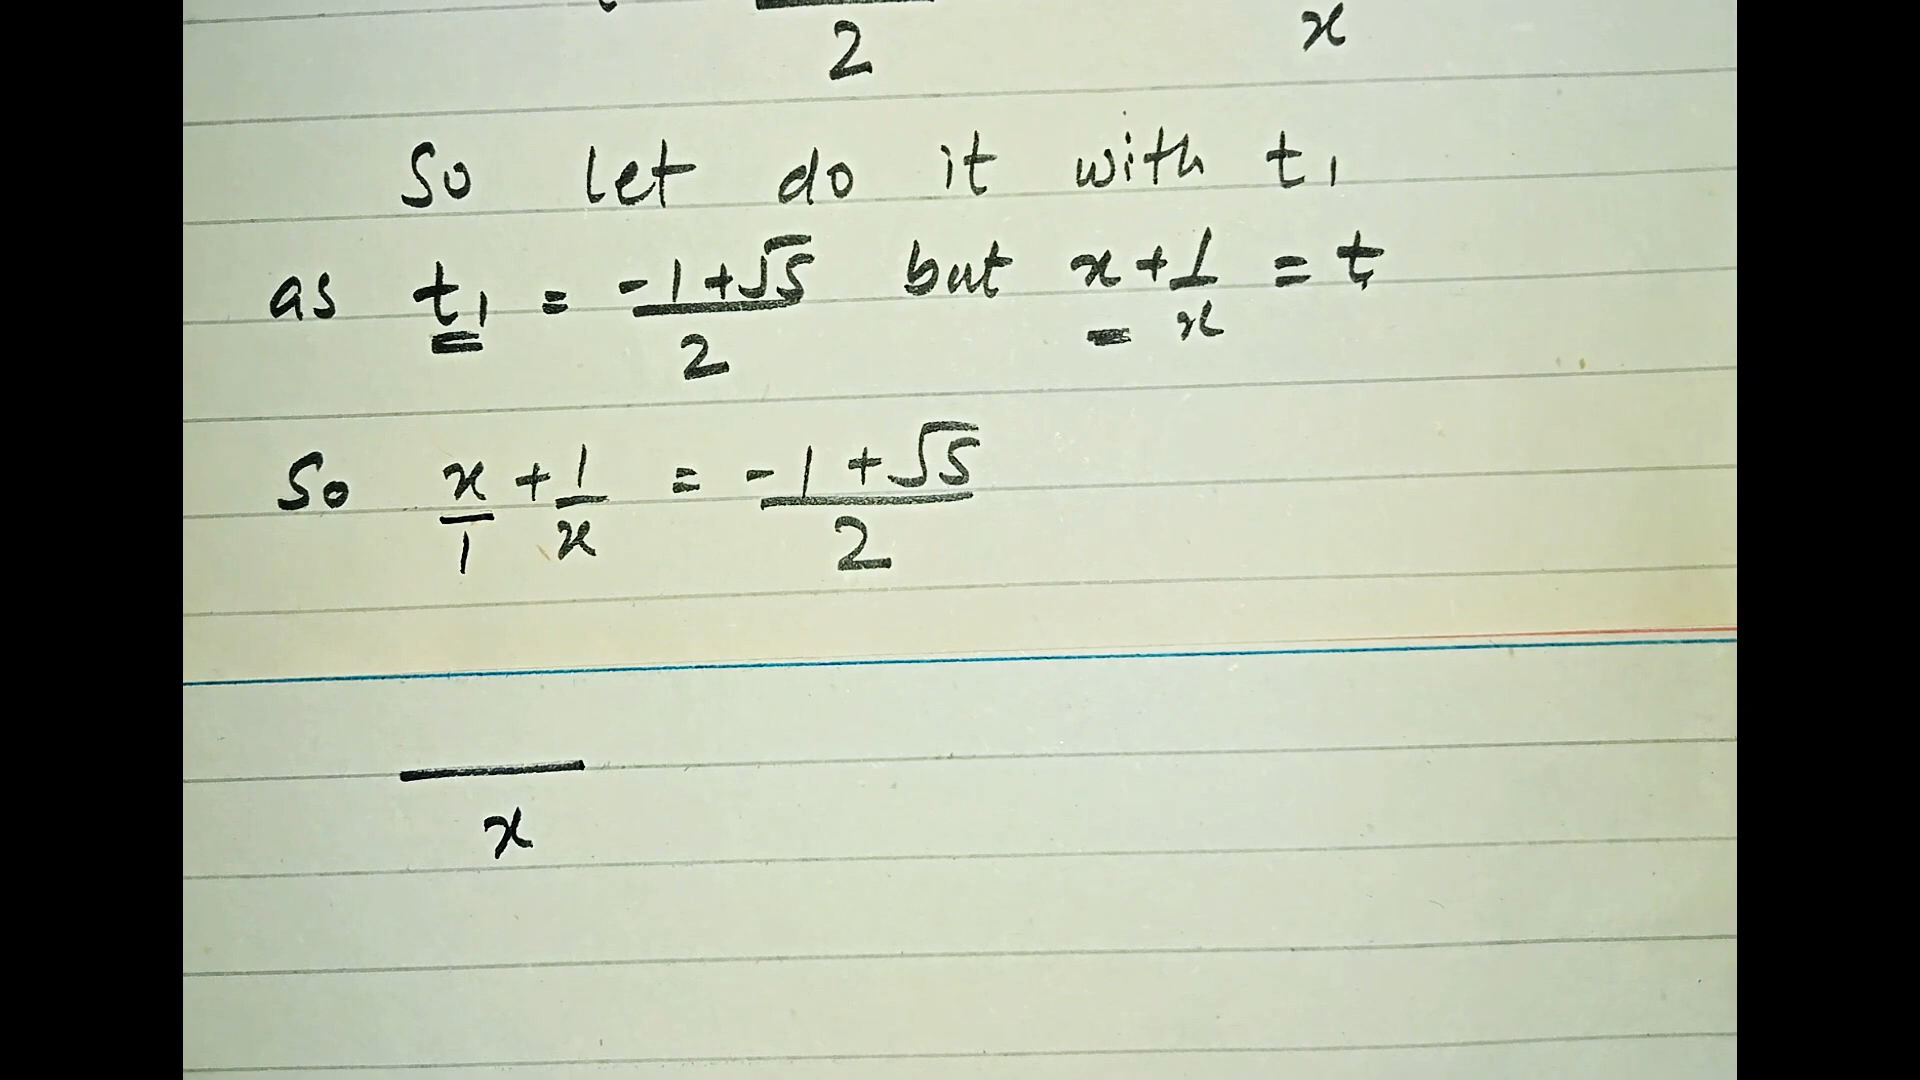 2 x
So let do it with t₁
as t₁ = (-1+√5)/2 but x + 1/x = t
So x/1 + 1/x = (-1+√5)/2
x